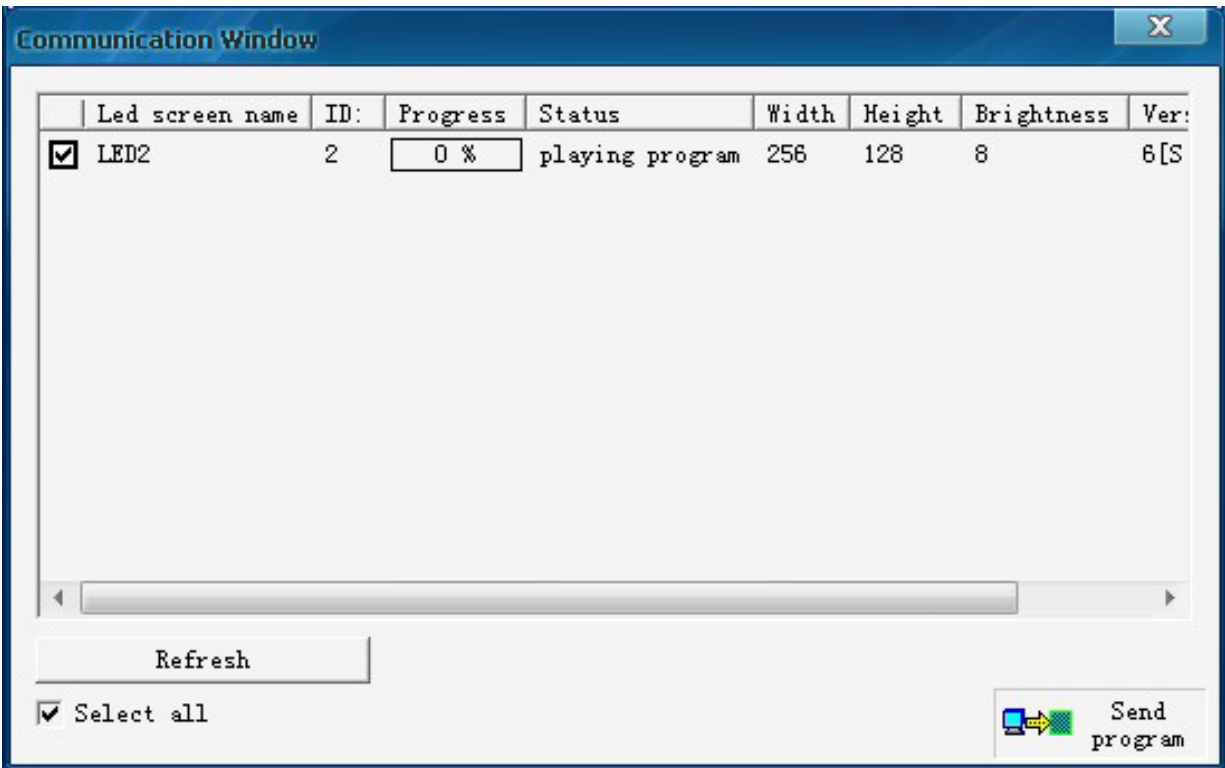 Communication Window
Led screen name ID: Progress Status Width Height Brightness
LED2 2 0 % playing program 256 128 8 6[S
Refresh
Select all
Send
program